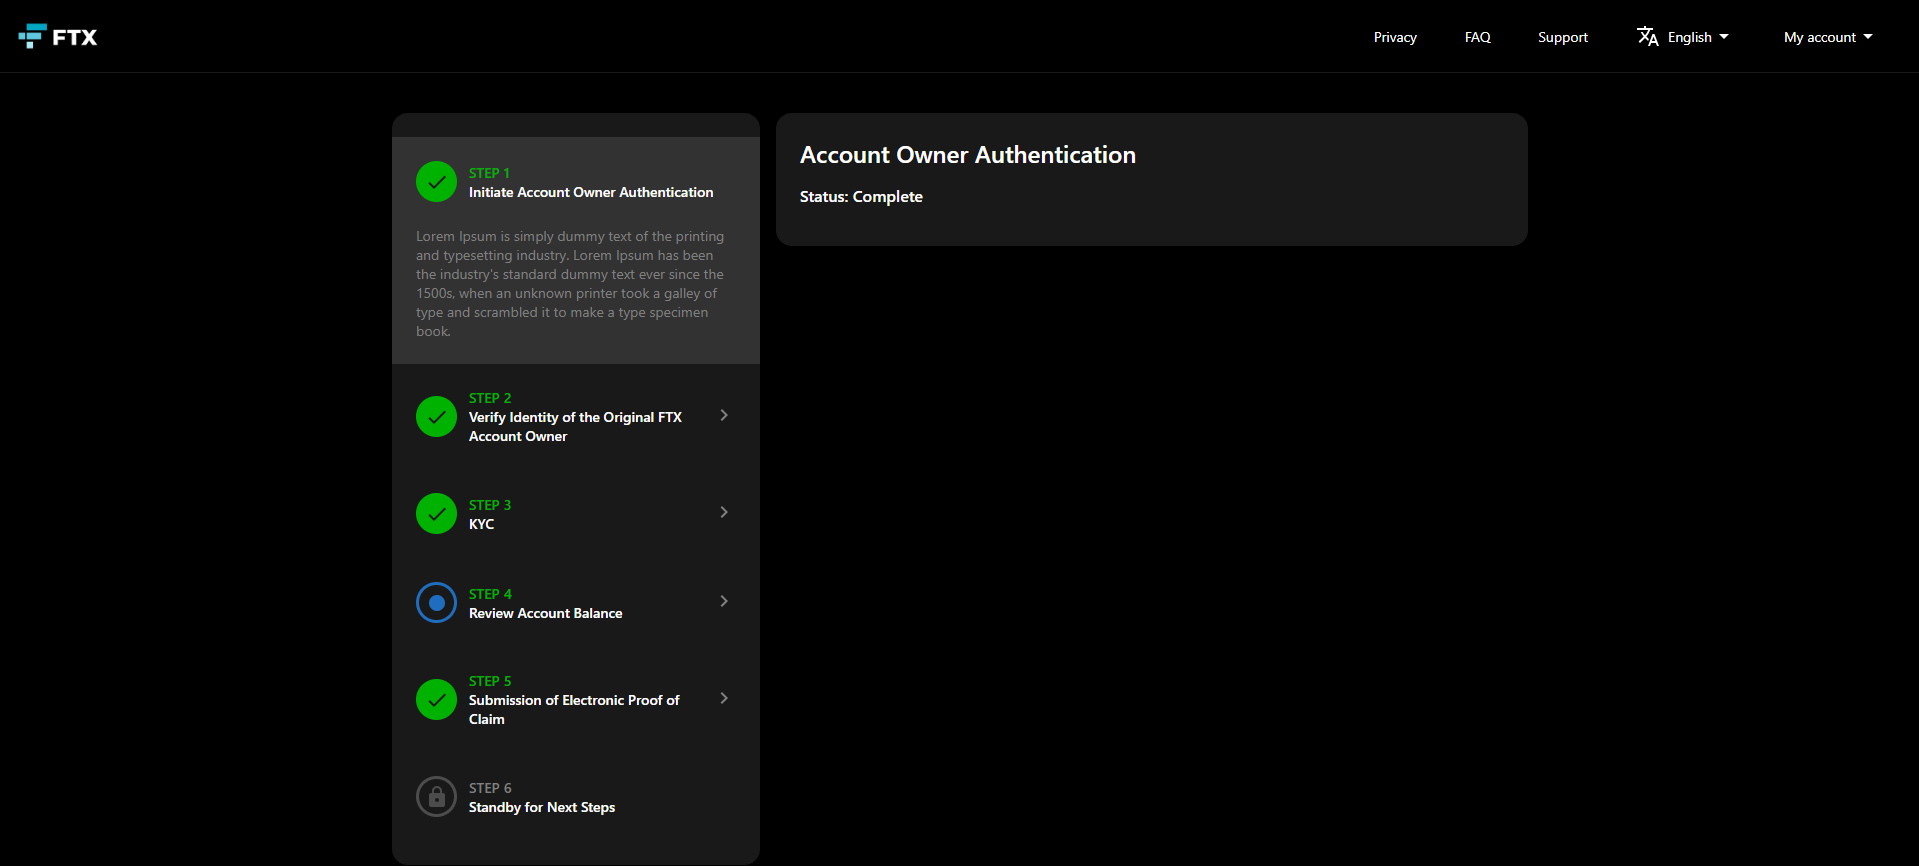 FTX
Privacy
FAQ
Support
English
My account
STEP 1
Initiate Account Owner Authentication
Lorem Ipsum is simply dummy text of the printing
and typesetting industry. Lorem Ipsum has been
the industry's standard dummy text ever since the
1500s, when an unknown printer took a galley of
type and scrambled it to make a type specimen
book.
STEP 2
Verify Identity of the Original FTX
Account Owner
STEP 3
KYC
STEP 4
Review Account Balance
STEP 5
Submission of Electronic Proof of
Claim
STEP 6
Standby for Next Steps
Account Owner Authentication
Status: Complete